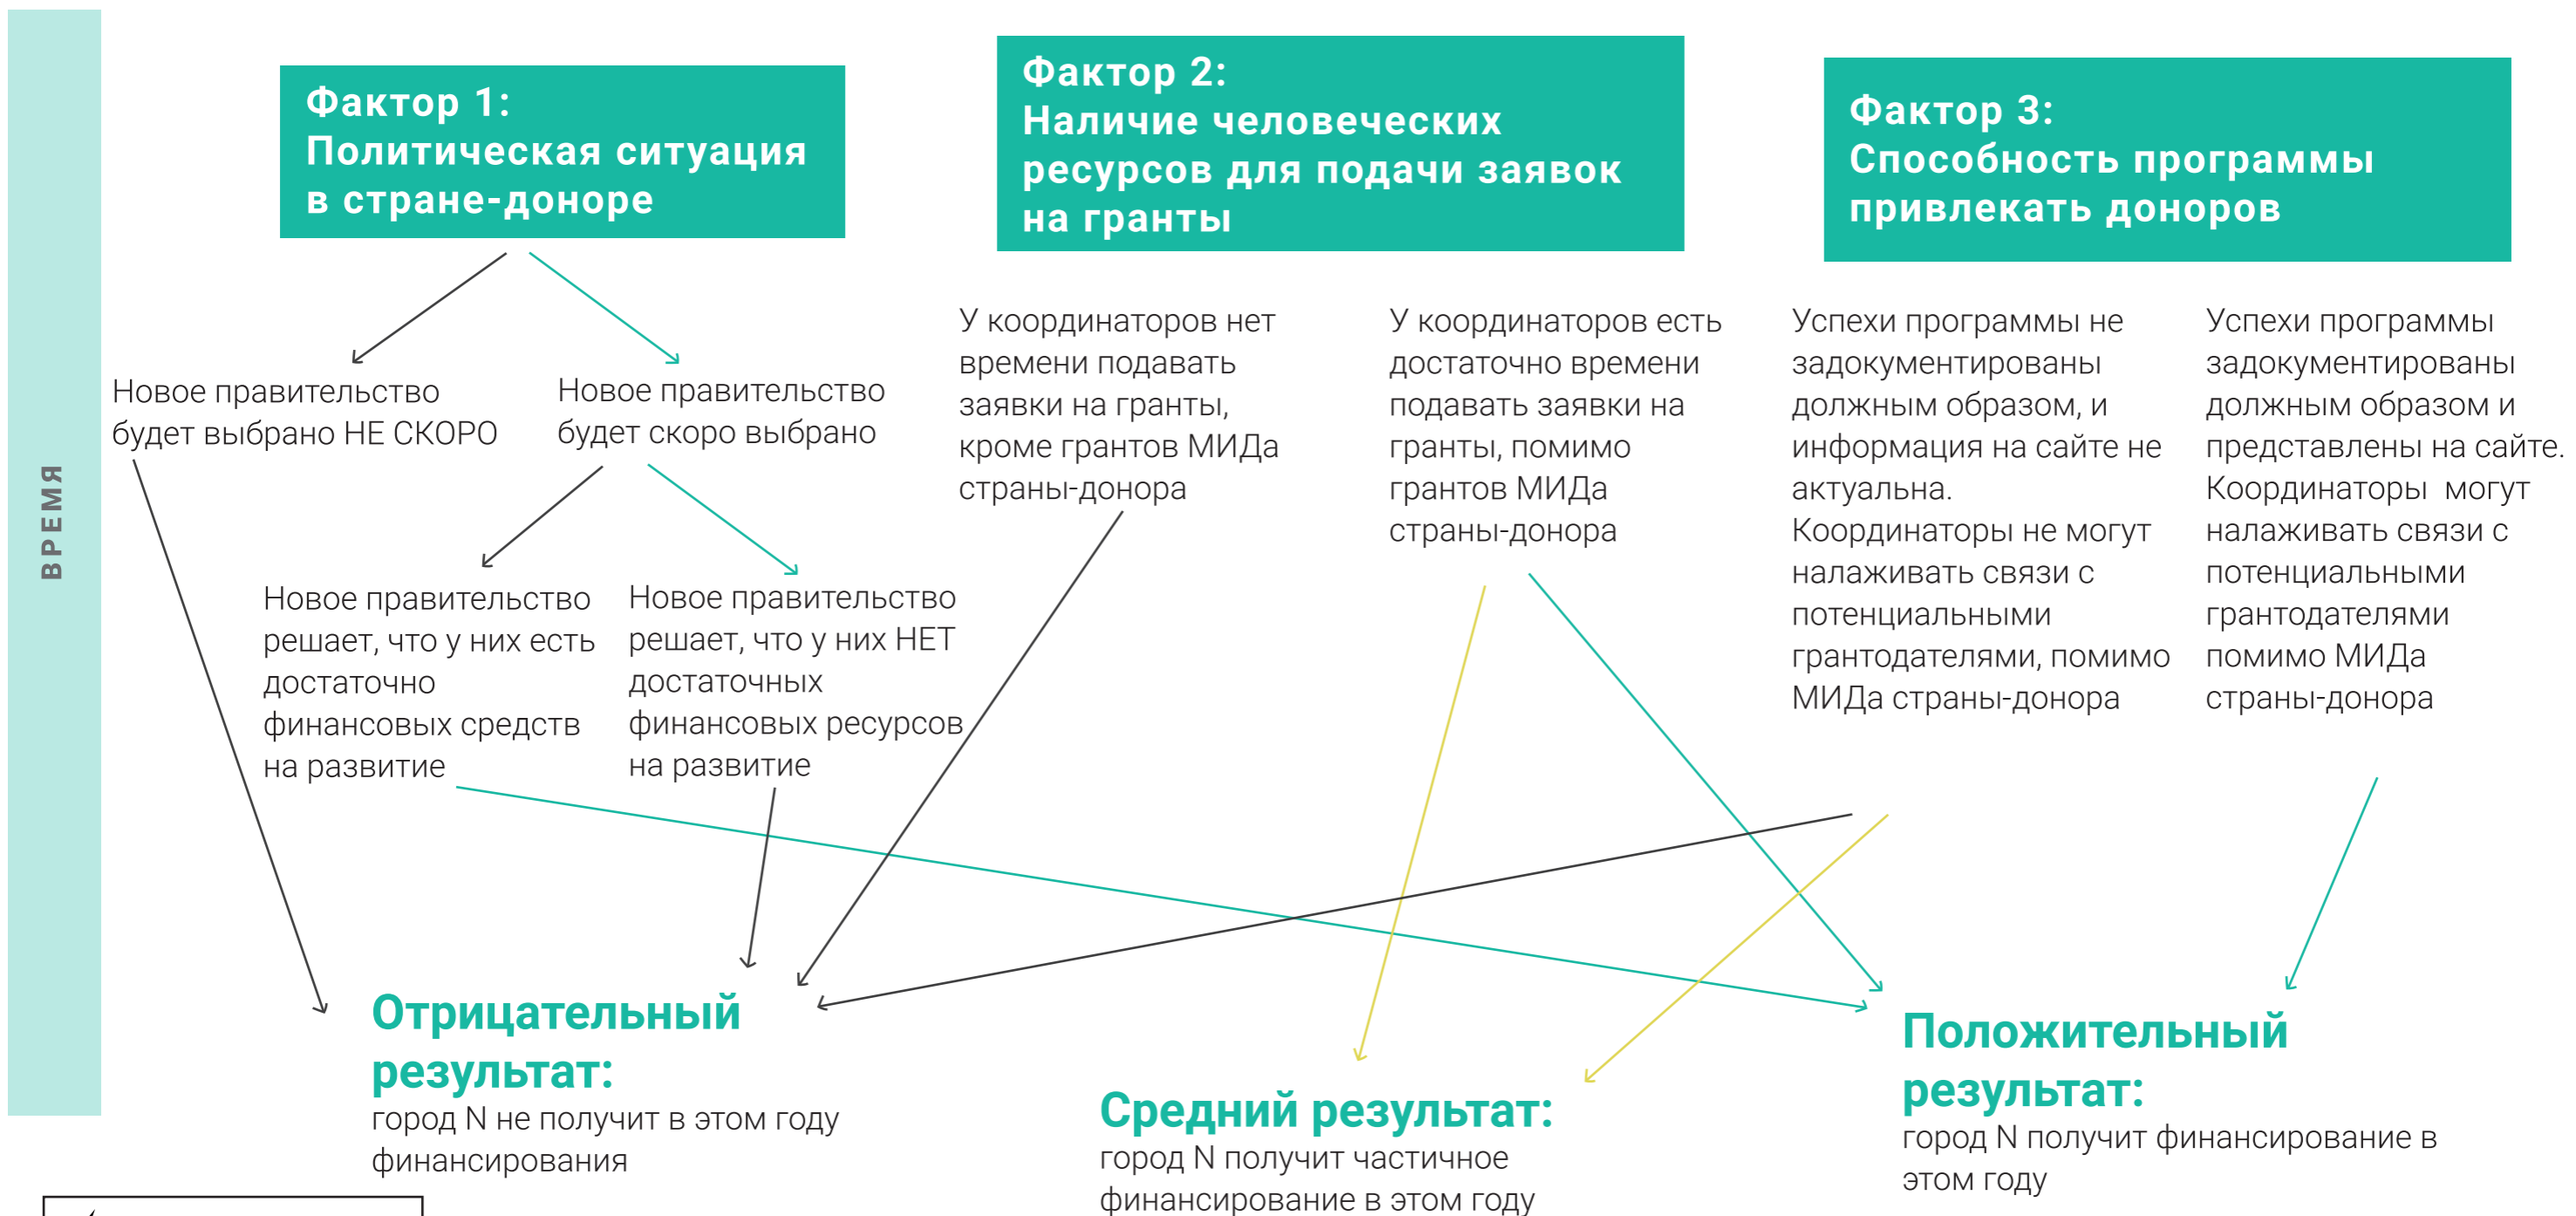 ВРЕМЯ
Фактор 1:
Политическая ситуация
в стране-доноре
Фактор 2:
Наличие человеческих
ресурсов для подачи заявок
на гранты
Фактор 3:
Способность программы
привлекать доноров
Новое правительство
будет выбрано НЕ СКОРО
Новое правительство
будет скоро выбрано
Новое правительство
решает, что у них есть
достаточно
финансовых средств
на развитие
Новое правительство
решает, что у них НЕТ
достаточных
финансовых ресурсов
на развитие
У координаторов нет
времени подавать
заявки на гранты,
кроме грантов МИДа
страны-донора
У координаторов есть
достаточно времени
подавать заявки на
гранты, помимо
грантов МИДа
страны-донора
Успехи программы не
задокументированы
должным образом, и
информация на сайте не
актуальна.
Координаторы не могут
налаживать связи с
потенциальными
грантодателями, помимо
МИДа страны-донора
Успехи программы
задокументированы
должным образом и
представлены на сайте.
Координаторы могут
налаживать связи с
потенциальными
грантодателями
помимо МИДа
страны-донора
Отрицательный
результат:
город N не получит в этом году
финансирования
Средний результат:
город N получит частичное
финансирование в этом году
Положительный
результат:
город N получит финансирование в
этом году